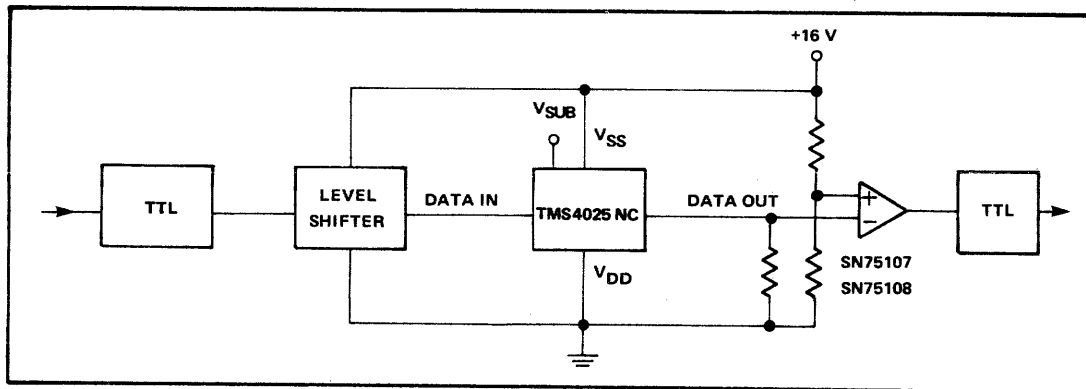 +16 V
VSUB
VSS
TTL
LEVEL
SHIFTER
DATA IN
TMS4025 NC
DATA OUT
+
−
TTL
SN75107
SN75108
VDD